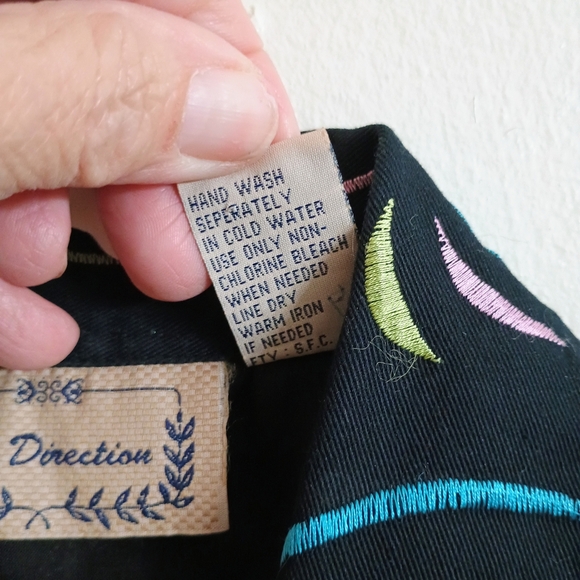 HAND WASH
SEPERATELY
IN COLD WATER
USE ONLY NON-
CHLORINE BLEACH
WHEN NEEDED
LINE DRY
WARM IRON
IF NEEDED
FTY : S.F.C.
Direction